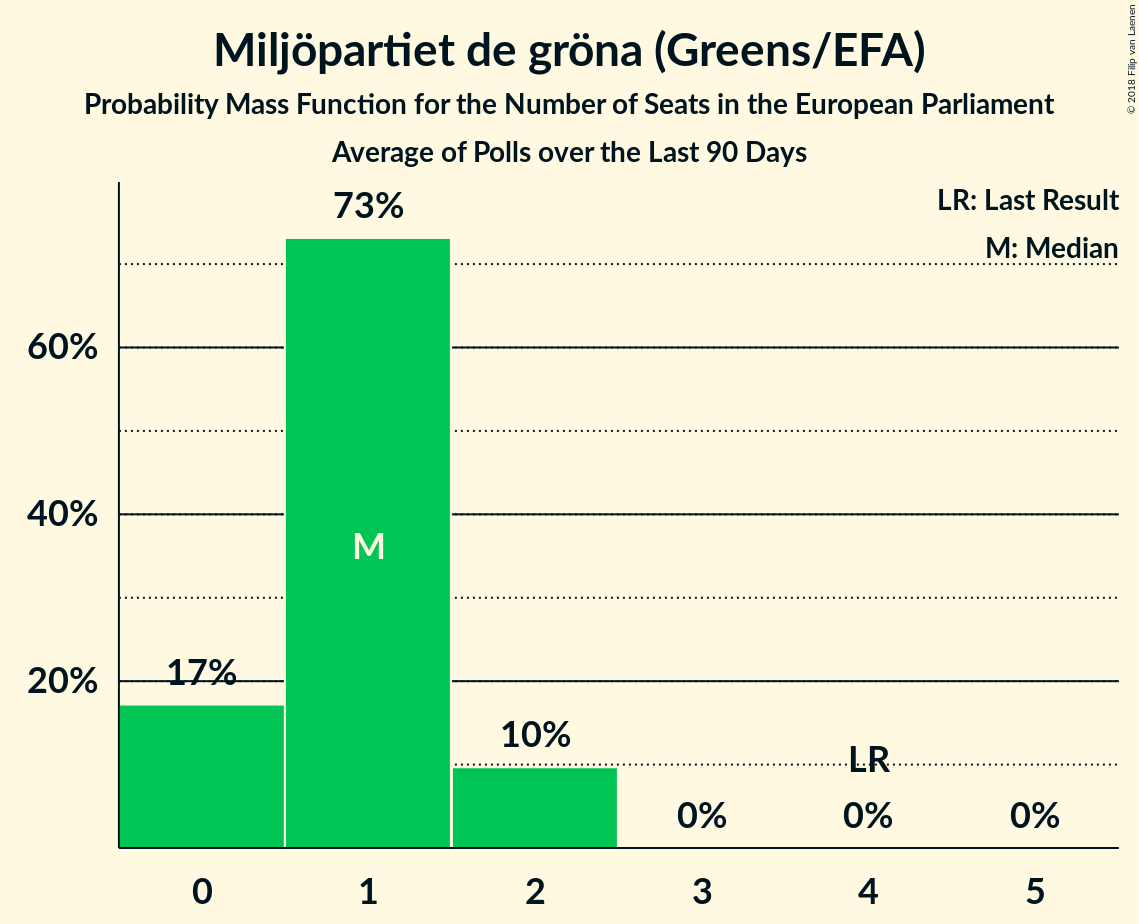 Miljöpartiet de gröna (Greens/EFA)
Probability Mass Function for the Number of Seats in the European Parliament
Average of Polls over the Last 90 Days
© 2018 Filip van Laenen
LR: Last Result
M: Median
73%
60%
40%
M
20%
17%
10%
LR
0%
0%
0%
0
1
2
3
4
5